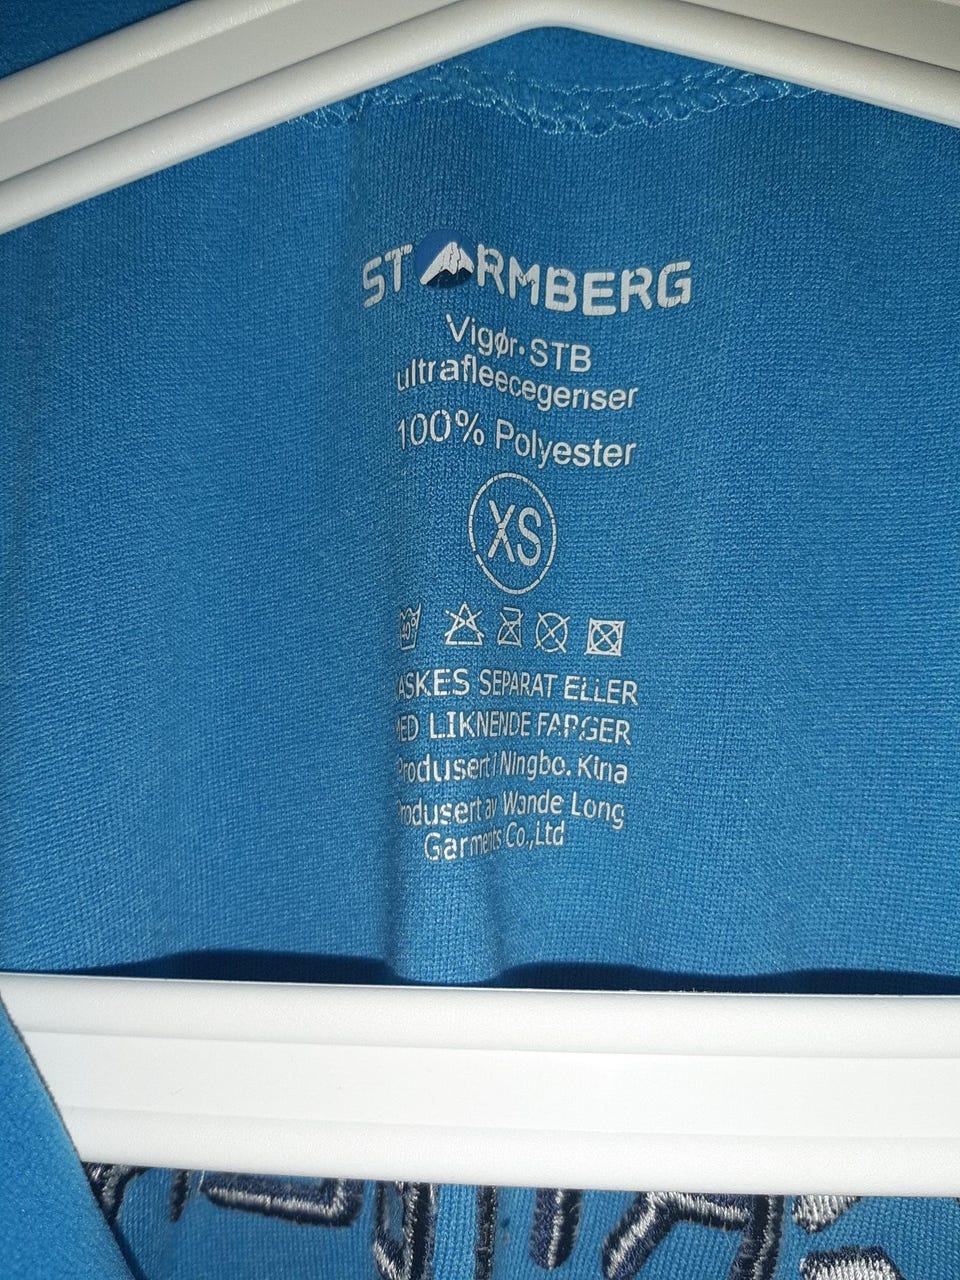 STORMBERG
Vigør-STB
ultrafleecegenser
100% Polyester
XS
40°
VASKES SEPARAT ELLER
MED LIKNENDE FARGER
Produsert i Ningbo. Kina
Produsert av Wande Long
Garments Co.,Ltd